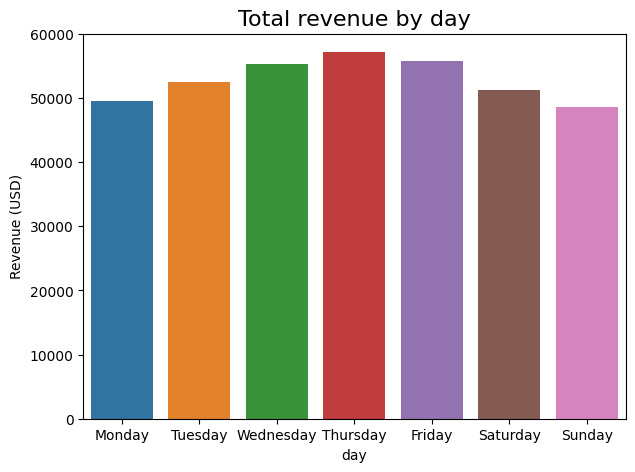 Total revenue by day
60000
50000
40000
30000
20000
10000
0
Revenue (USD)
Monday Tuesday Wednesday Thursday Friday Saturday Sunday
day